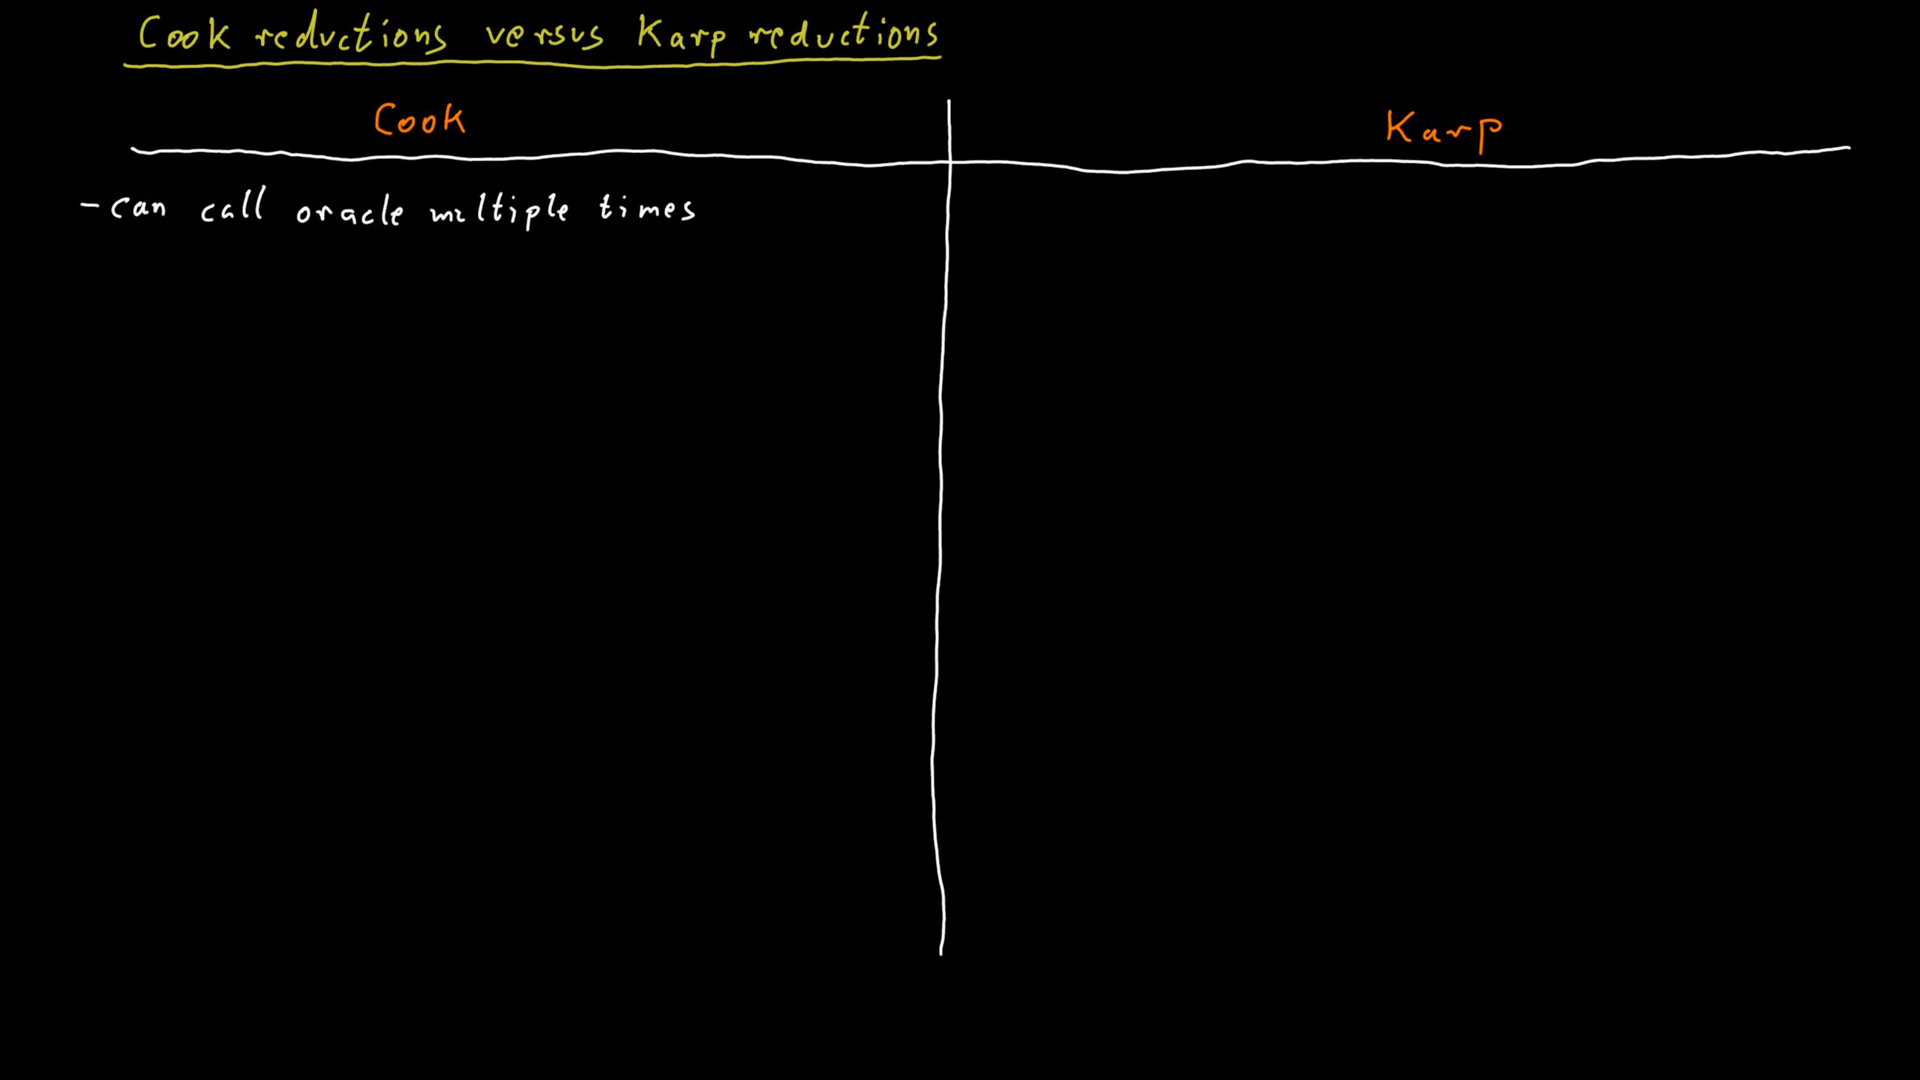 Cook reductions versus Karp reductions
Cook
Karp
- can call oracle multiple times